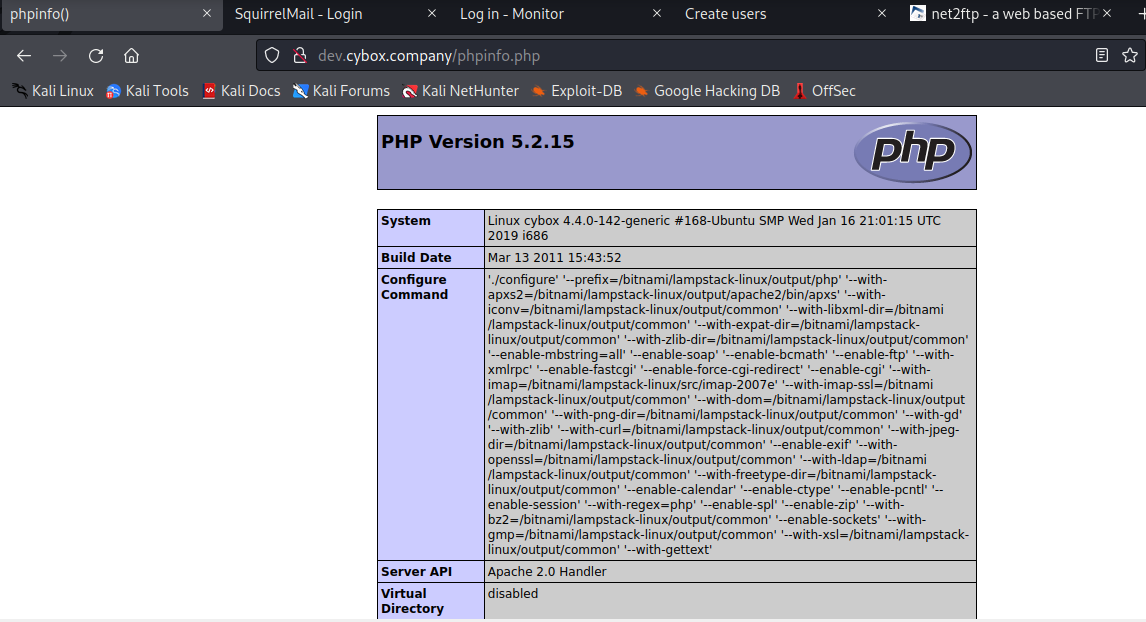 phpinfo()
SquirrelMail - Login
Log in - Monitor
Create users
net2ftp - a web based FTP
dev.cybox.company/phpinfo.php
Kali Linux
Kali Tools
Kali Docs
Kali Forums
Kali NetHunter
Exploit-DB
Google Hacking DB
OffSec
PHP Version 5.2.15
php
System
Linux cybox 4.4.0-142-generic #168-Ubuntu SMP Wed Jan 16 21:01:15 UTC
2019 i686
Build Date
Mar 13 2011 15:43:52
Configure
Command
'./configure' '--prefix=/bitnami/lampstack-linux/output/php' '--with-
apxs2=/bitnami/lampstack-linux/output/apache2/bin/apxs' '--with-
iconv=/bitnami/lampstack-linux/output/common' '--with-libxml-dir=/bitnami
/lampstack-linux/output/common' '--with-expat-dir=/bitnami/lampstack-
linux/output/common' '--with-zlib-dir=/bitnami/lampstack-linux/output/common'
'--enable-mbstring=all' '--enable-soap' '--enable-bcmath' '--enable-ftp' '--with-
xmlrpc' '--enable-fastcgi' '--enable-force-cgi-redirect' '--enable-cgi' '--with-
imap=/bitnami/lampstack-linux/src/imap-2007e' '--with-imap-ssl=/bitnami
/lampstack-linux/output/common' '--with-dom=/bitnami/lampstack-linux/output
/common' '--with-png-dir=/bitnami/lampstack-linux/output/common' '--with-gd'
'--with-zlib' '--with-curl=/bitnami/lampstack-linux/output/common' '--with-jpeg-
dir=/bitnami/lampstack-linux/output/common' '--enable-exif' '--with-
openssl=/bitnami/lampstack-linux/output/common' '--with-ldap=/bitnami
/lampstack-linux/output/common' '--with-freetype-dir=/bitnami/lampstack-
linux/output/common' '--enable-calendar' '--enable-ctype' '--enable-pcntl' '--
enable-session' '--with-regex=php' '--enable-spl' '--enable-zip' '--with-
bz2=/bitnami/lampstack-linux/output/common' '--enable-sockets' '--with-
gmp=/bitnami/lampstack-linux/output/common' '--with-xsl=/bitnami/lampstack-
linux/output/common' '--with-gettext'
Server API
Apache 2.0 Handler
Virtual
Directory
disabled